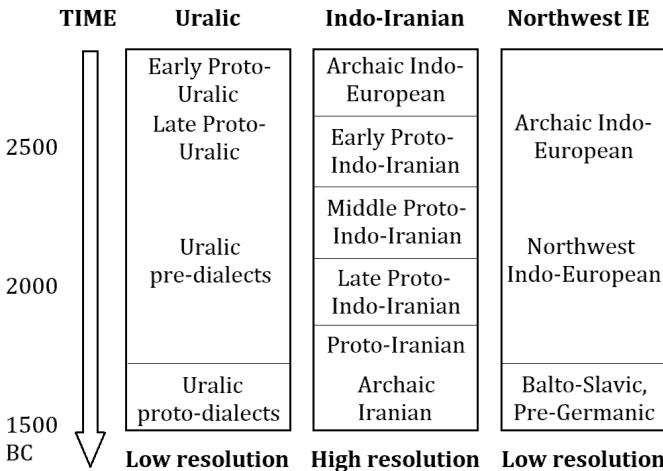 TIME
Uralic
Indo-Iranian
Northwest IE
2500
2000
1500
BC
Early Proto-
Uralic
Late Proto-
Uralic
Uralic
pre-dialects
Uralic
proto-dialects
Low resolution
Archaic Indo-
European
Early Proto-
Indo-Iranian
Middle Proto-
Indo-Iranian
Late Proto-
Indo-Iranian
Proto-Iranian
Archaic
Iranian
High resolution
Archaic Indo-
European
Northwest
Indo-European
Balto-Slavic,
Pre-Germanic
Low resolution